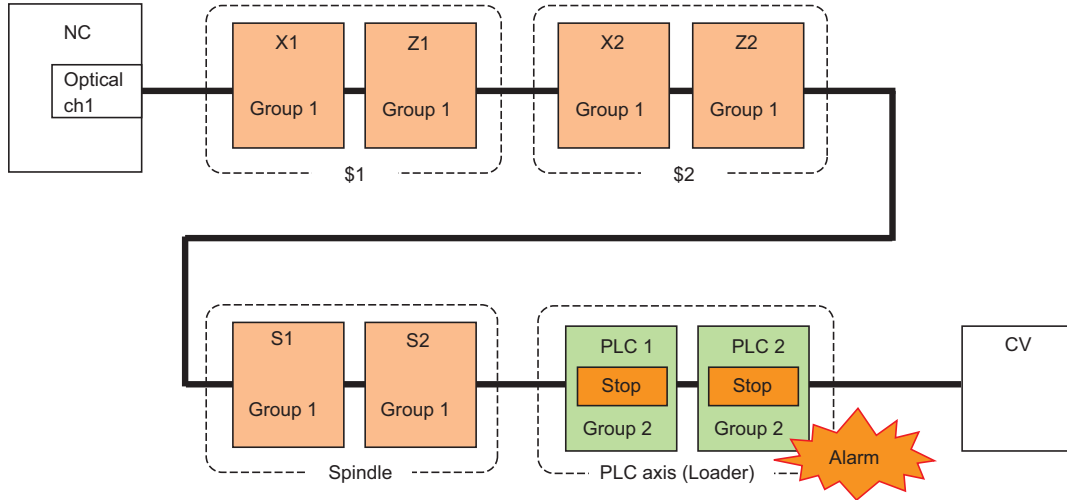 NC
Optical
ch1
X1
Group 1
Z1
Group 1
$1
X2
Group 1
Z2
Group 1
$2
S1
Group 1
S2
Group 1
Spindle
PLC 1
Stop
Group 2
PLC 2
Stop
Group 2
PLC axis (Loader)
Alarm
CV